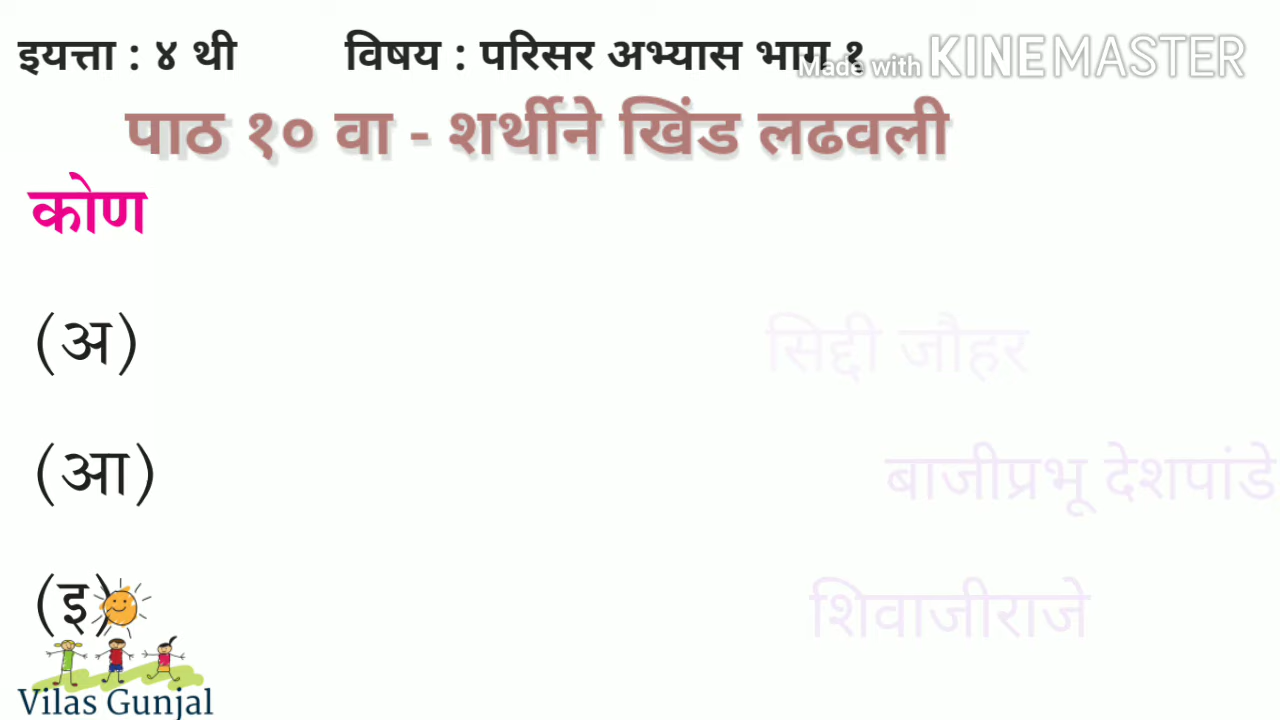 इयत्ता : ४ थी विषय : परिसर अभ्यास भाग १
Made with KINEMASTER
पाठ १० वा - शर्थीने खिंड लढवली
कोण
(अ) सिद्दी जौहर
(आ) बाजीप्रभू देशपांडे
(इ) शिवाजीराजे
Vilas Gunjal